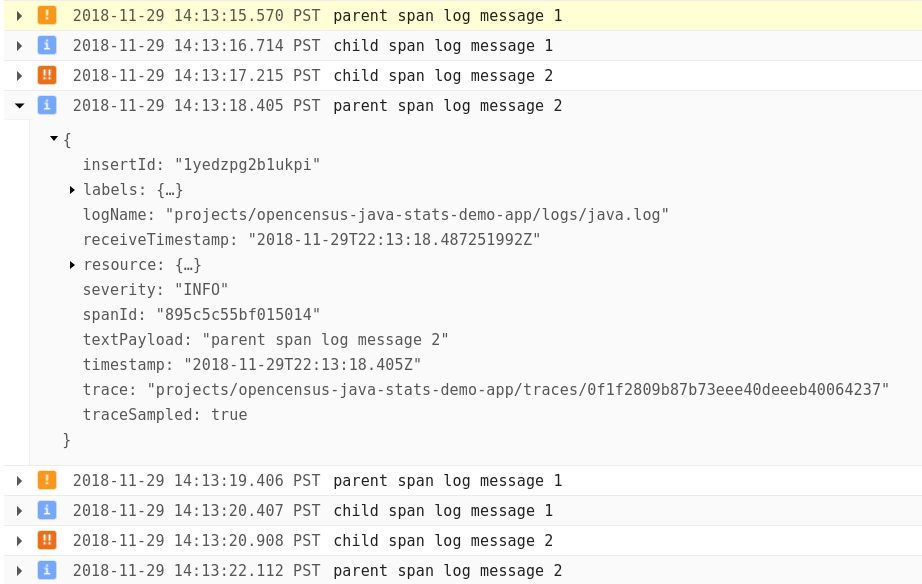 ! 2018-11-29 14:13:15.570 PST parent span log message 1
i 2018-11-29 14:13:16.714 PST child span log message 1
!! 2018-11-29 14:13:17.215 PST child span log message 2
i 2018-11-29 14:13:18.405 PST parent span log message 2
{
insertId: "1yedzpg2b1ukpi"
labels: {…}
logName: "projects/opencensus-java-stats-demo-app/logs/java.log"
receiveTimestamp: "2018-11-29T22:13:18.487251992Z"
resource: {…}
severity: "INFO"
spanId: "895c5c55bf015014"
textPayload: "parent span log message 2"
timestamp: "2018-11-29T22:13:18.405Z"
trace: "projects/opencensus-java-stats-demo-app/traces/0f1f2809b87b73eee40deeeb40064237"
traceSampled: true
}
! 2018-11-29 14:13:19.406 PST parent span log message 1
i 2018-11-29 14:13:20.407 PST child span log message 1
!! 2018-11-29 14:13:20.908 PST child span log message 2
i 2018-11-29 14:13:22.112 PST parent span log message 2